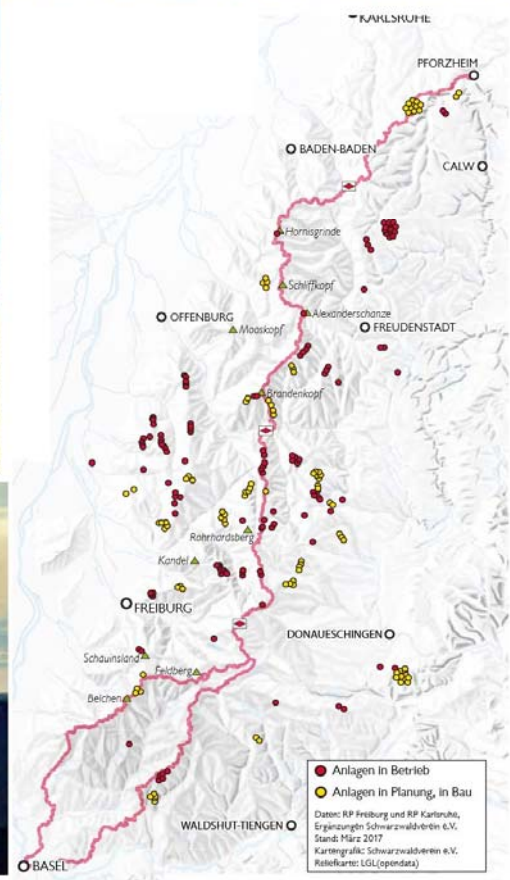 KARLSRUHE
PFORZHEIM
BADEN-BADEN
CALW
Hornisgrinde
Schliffkopf
Alexanderschanze
OFFENBURG
Mooskopf
FREUDENSTADT
Brandenkopf
Rohrhardsberg
Kandel
FREIBURG
DONAUESCHINGEN
Schauinsland
Feldberg
Belchen
Anlagen in Betrieb
Anlagen in Planung, in Bau
Daten: RP Freiburg und RP Karlsruhe,
Ergänzungen Schwarzwaldverein e.V.
Stand: März 2017
Kartengrafik: Schwarzwaldverein e.V.
Reliefkarte: LGL(opendata)
WALDSHUT-TIENGEN
BASEL